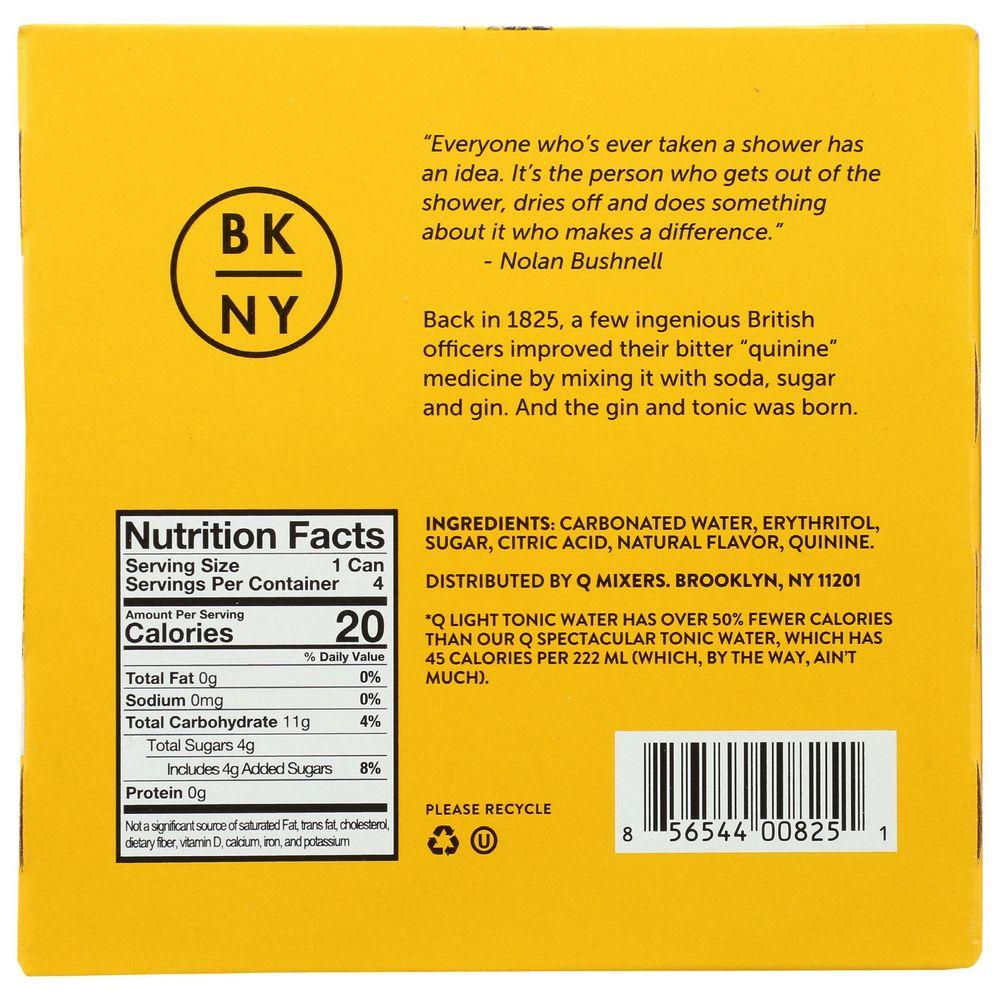 "Everyone who's ever taken a shower has
an idea. It's the person who gets out of the
shower, dries off and does something
about it who makes a difference."
- Nolan Bushnell
BK
NY
Back in 1825, a few ingenious British
officers improved their bitter "quinine"
medicine by mixing it with soda, sugar
and gin. And the gin and tonic was born.
Nutrition Facts
Serving Size 1 Can
Servings Per Container 4
Amount Per Serving
Calories 20
% Daily Value
Total Fat 0g 0%
Sodium 0mg 0%
Total Carbohydrate 11g 4%
Total Sugars 4g
Includes 4g Added Sugars 8%
Protein 0g
Not a significant source of saturated Fat, trans fat, cholesterol,
dietary fiber, vitamin D, calcium, iron, and potassium
INGREDIENTS: CARBONATED WATER, ERYTHRITOL,
SUGAR, CITRIC ACID, NATURAL FLAVOR, QUININE.
DISTRIBUTED BY Q MIXERS. BROOKLYN, NY 11201
*Q LIGHT TONIC WATER HAS OVER 50% FEWER CALORIES
THAN OUR Q SPECTACULAR TONIC WATER, WHICH HAS
45 CALORIES PER 222 ML (WHICH, BY THE WAY, AIN'T
MUCH).
PLEASE RECYCLE
U
8 56544 00825 1